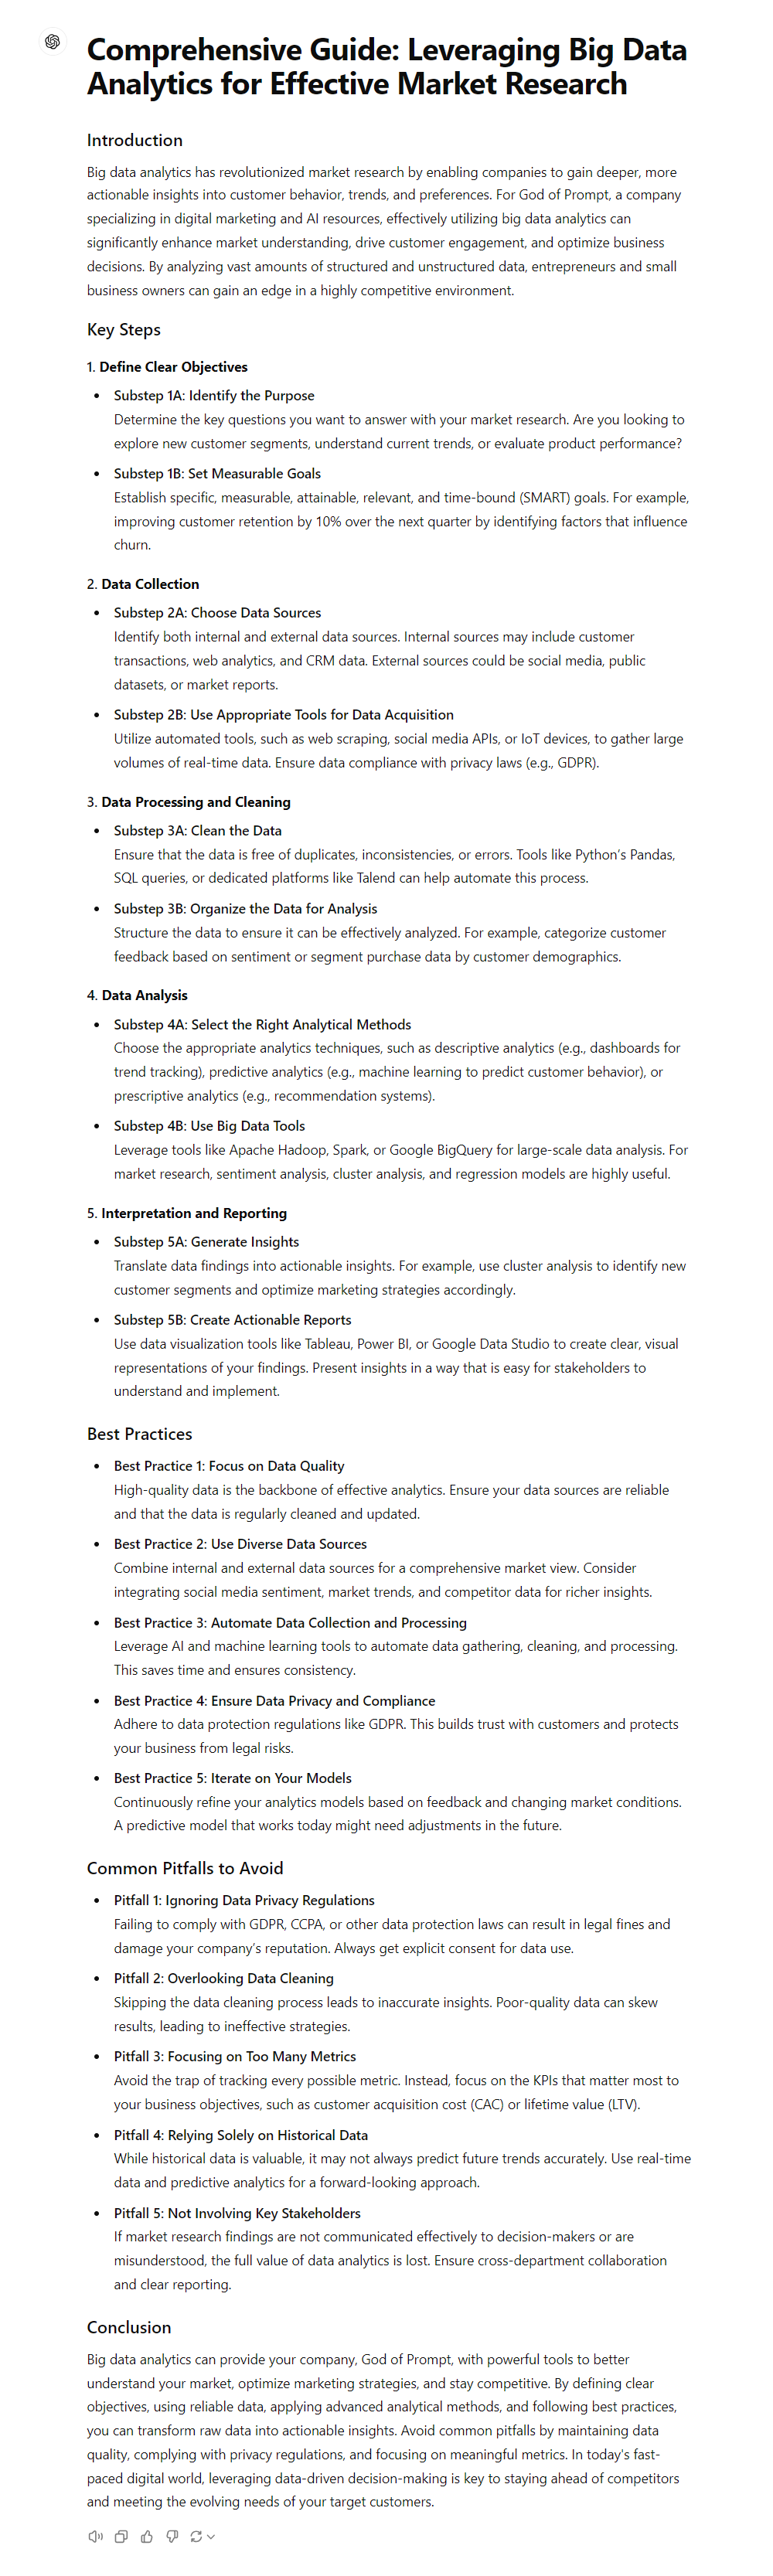 Comprehensive Guide: Leveraging Big Data
Analytics for Effective Market Research
Introduction
Big data analytics has revolutionized market research by enabling companies to gain deeper, more
actionable insights into customer behavior, trends, and preferences. For God of Prompt, a company
specializing in digital marketing and AI resources, effectively utilizing big data analytics can
significantly enhance market understanding, drive customer engagement, and optimize business
decisions. By analyzing vast amounts of structured and unstructured data, entrepreneurs and small
business owners can gain an edge in a highly competitive environment.
Key Steps
1. Define Clear Objectives
• Substep 1A: Identify the Purpose
Determine the key questions you want to answer with your market research. Are you looking to
explore new customer segments, understand current trends, or evaluate product performance?
• Substep 1B: Set Measurable Goals
Establish specific, measurable, attainable, relevant, and time-bound (SMART) goals. For example,
improving customer retention by 10% over the next quarter by identifying factors that influence
churn.
2. Data Collection
• Substep 2A: Choose Data Sources
Identify both internal and external data sources. Internal sources may include customer
transactions, web analytics, and CRM data. External sources could be social media, public
datasets, or market reports.
• Substep 2B: Use Appropriate Tools for Data Acquisition
Utilize automated tools, such as web scraping, social media APIs, or IoT devices, to gather large
volumes of real-time data. Ensure data compliance with privacy laws (e.g., GDPR).
3. Data Processing and Cleaning
• Substep 3A: Clean the Data
Ensure that the data is free of duplicates, inconsistencies, or errors. Tools like Python's Pandas,
SQL queries, or dedicated platforms like Talend can help automate this process.
• Substep 3B: Organize the Data for Analysis
Structure the data to ensure it can be effectively analyzed. For example, categorize customer
feedback based on sentiment or segment purchase data by customer demographics.
4. Data Analysis
• Substep 4A: Select the Right Analytical Methods
Choose the appropriate analytics techniques, such as descriptive analytics (e.g., dashboards for
trend tracking), predictive analytics (e.g., machine learning to predict customer behavior), or
prescriptive analytics (e.g., recommendation systems).
• Substep 4B: Use Big Data Tools
Leverage tools like Apache Hadoop, Spark, or Google BigQuery for large-scale data analysis. For
market research, sentiment analysis, cluster analysis, and regression models are highly useful.
5. Interpretation and Reporting
• Substep 5A: Generate Insights
Translate data findings into actionable insights. For example, use cluster analysis to identify new
customer segments and optimize marketing strategies accordingly.
• Substep 5B: Create Actionable Reports
Use data visualization tools like Tableau, Power BI, or Google Data Studio to create clear, visual
representations of your findings. Present insights in a way that is easy for stakeholders to
understand and implement.
Best Practices
• Best Practice 1: Focus on Data Quality
High-quality data is the backbone of effective analytics. Ensure your data sources are reliable
and that the data is regularly cleaned and updated.
• Best Practice 2: Use Diverse Data Sources
Combine internal and external data sources for a comprehensive market view. Consider
integrating social media sentiment, market trends, and competitor data for richer insights.
• Best Practice 3: Automate Data Collection and Processing
Leverage AI and machine learning tools to automate data gathering, cleaning, and processing.
This saves time and ensures consistency.
• Best Practice 4: Ensure Data Privacy and Compliance
Adhere to data protection regulations like GDPR. This builds trust with customers and protects
your business from legal risks.
• Best Practice 5: Iterate on Your Models
Continuously refine your analytics models based on feedback and changing market conditions.
A predictive model that works today might need adjustments in the future.
Common Pitfalls to Avoid
• Pitfall 1: Ignoring Data Privacy Regulations
Failing to comply with GDPR, CCPA, or other data protection laws can result in legal fines and
damage your company's reputation. Always get explicit consent for data use.
• Pitfall 2: Overlooking Data Cleaning
Skipping the data cleaning process leads to inaccurate insights. Poor-quality data can skew
results, leading to ineffective strategies.
• Pitfall 3: Focusing on Too Many Metrics
Avoid the trap of tracking every possible metric. Instead, focus on the KPIs that matter most to
your business objectives, such as customer acquisition cost (CAC) or lifetime value (LTV).
• Pitfall 4: Relying Solely on Historical Data
While historical data is valuable, it may not always predict future trends accurately. Use real-time
data and predictive analytics for a forward-looking approach.
• Pitfall 5: Not Involving Key Stakeholders
If market research findings are not communicated effectively to decision-makers or are
misunderstood, the full value of data analytics is lost. Ensure cross-department collaboration
and clear reporting.
Conclusion
Big data analytics can provide your company, God of Prompt, with powerful tools to better
understand your market, optimize marketing strategies, and stay competitive. By defining clear
objectives, using reliable data, applying advanced analytical methods, and following best practices,
you can transform raw data into actionable insights. Avoid common pitfalls by maintaining data
quality, complying with privacy regulations, and focusing on meaningful metrics. In today's fast-
paced digital world, leveraging data-driven decision-making is key to staying ahead of competitors
and meeting the evolving needs of your target customers.